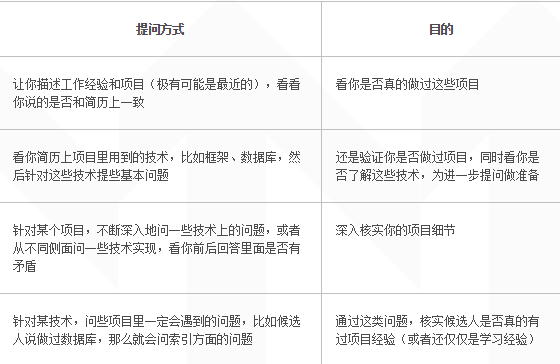 提问方式
目的
让你描述工作经验和项目（极有可能是最近的），看看
你说的是否和简历上一致
看你是否真的做过这些项目
看你简历上项目里用到的技术，比如框架、数据库，然
后针对这些技术提些基本问题
还是验证你是否做过项目，同时看你是
否了解这些技术，为进一步提问做准备
针对某个项目，不断深入地问一些技术上的问题，或者
从不同侧面问一些技术实现，看你前后回答里面是否有
矛盾
深入核实你的项目细节
针对某技术，问些项目里一定会遇到的问题，比如候选
人说做过数据库，那么就会问索引方面的问题
通过这类问题，核实候选人是否真的有
过项目经验（或者还仅仅是学习经验）